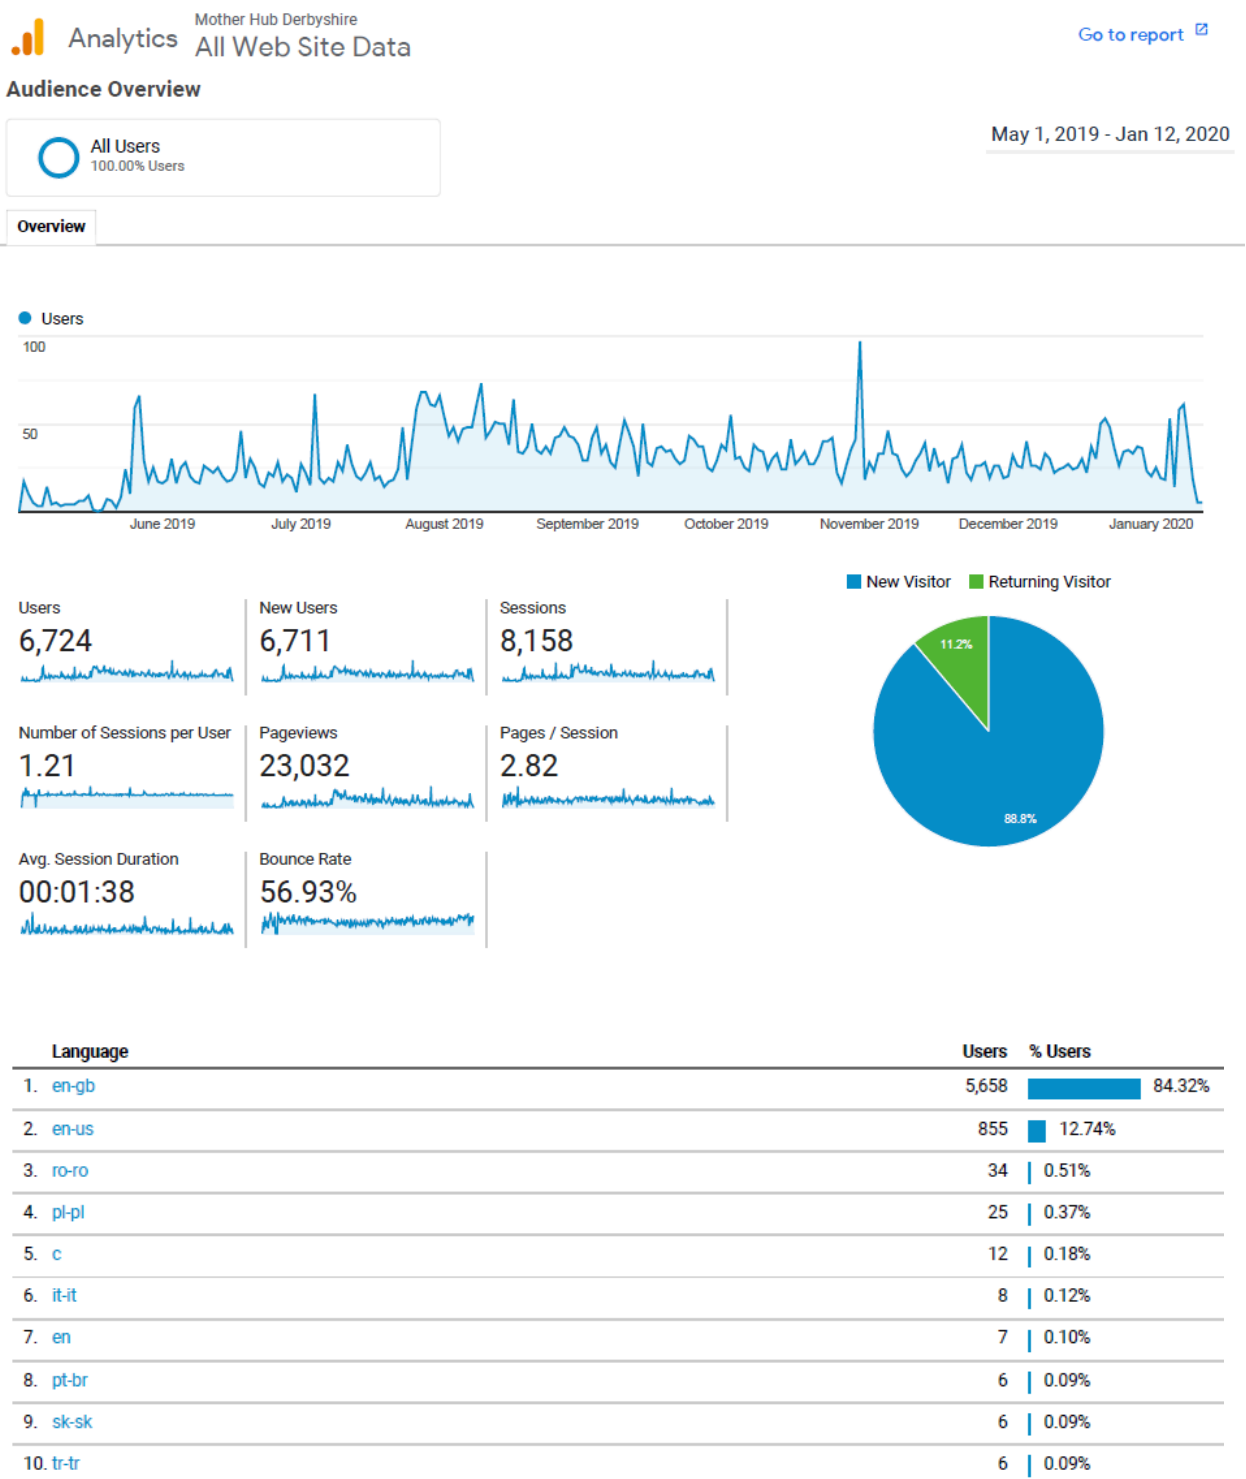 Analytics
Mother Hub Derbyshire
All Web Site Data
Go to report
Audience Overview
All Users
100.00% Users
May 1, 2019 - Jan 12, 2020
Overview
Users
100
50
June 2019 July 2019 August 2019 September 2019 October 2019 November 2019 December 2019 January 2020
New Visitor Returning Visitor
11.2%
88.8%
Users
6,724
New Users
6,711
Sessions
8,158
Number of Sessions per User
1.21
Pageviews
23,032
Pages / Session
2.82
Avg. Session Duration
00:01:38
Bounce Rate
56.93%
Language Users % Users
1. en-gb 5,658 84.32%
2. en-us 855 12.74%
3. ro-ro 34 0.51%
4. pl-pl 25 0.37%
5. c 12 0.18%
6. it-it 8 0.12%
7. en 7 0.10%
8. pt-br 6 0.09%
9. sk-sk 6 0.09%
10. tr-tr 6 0.09%